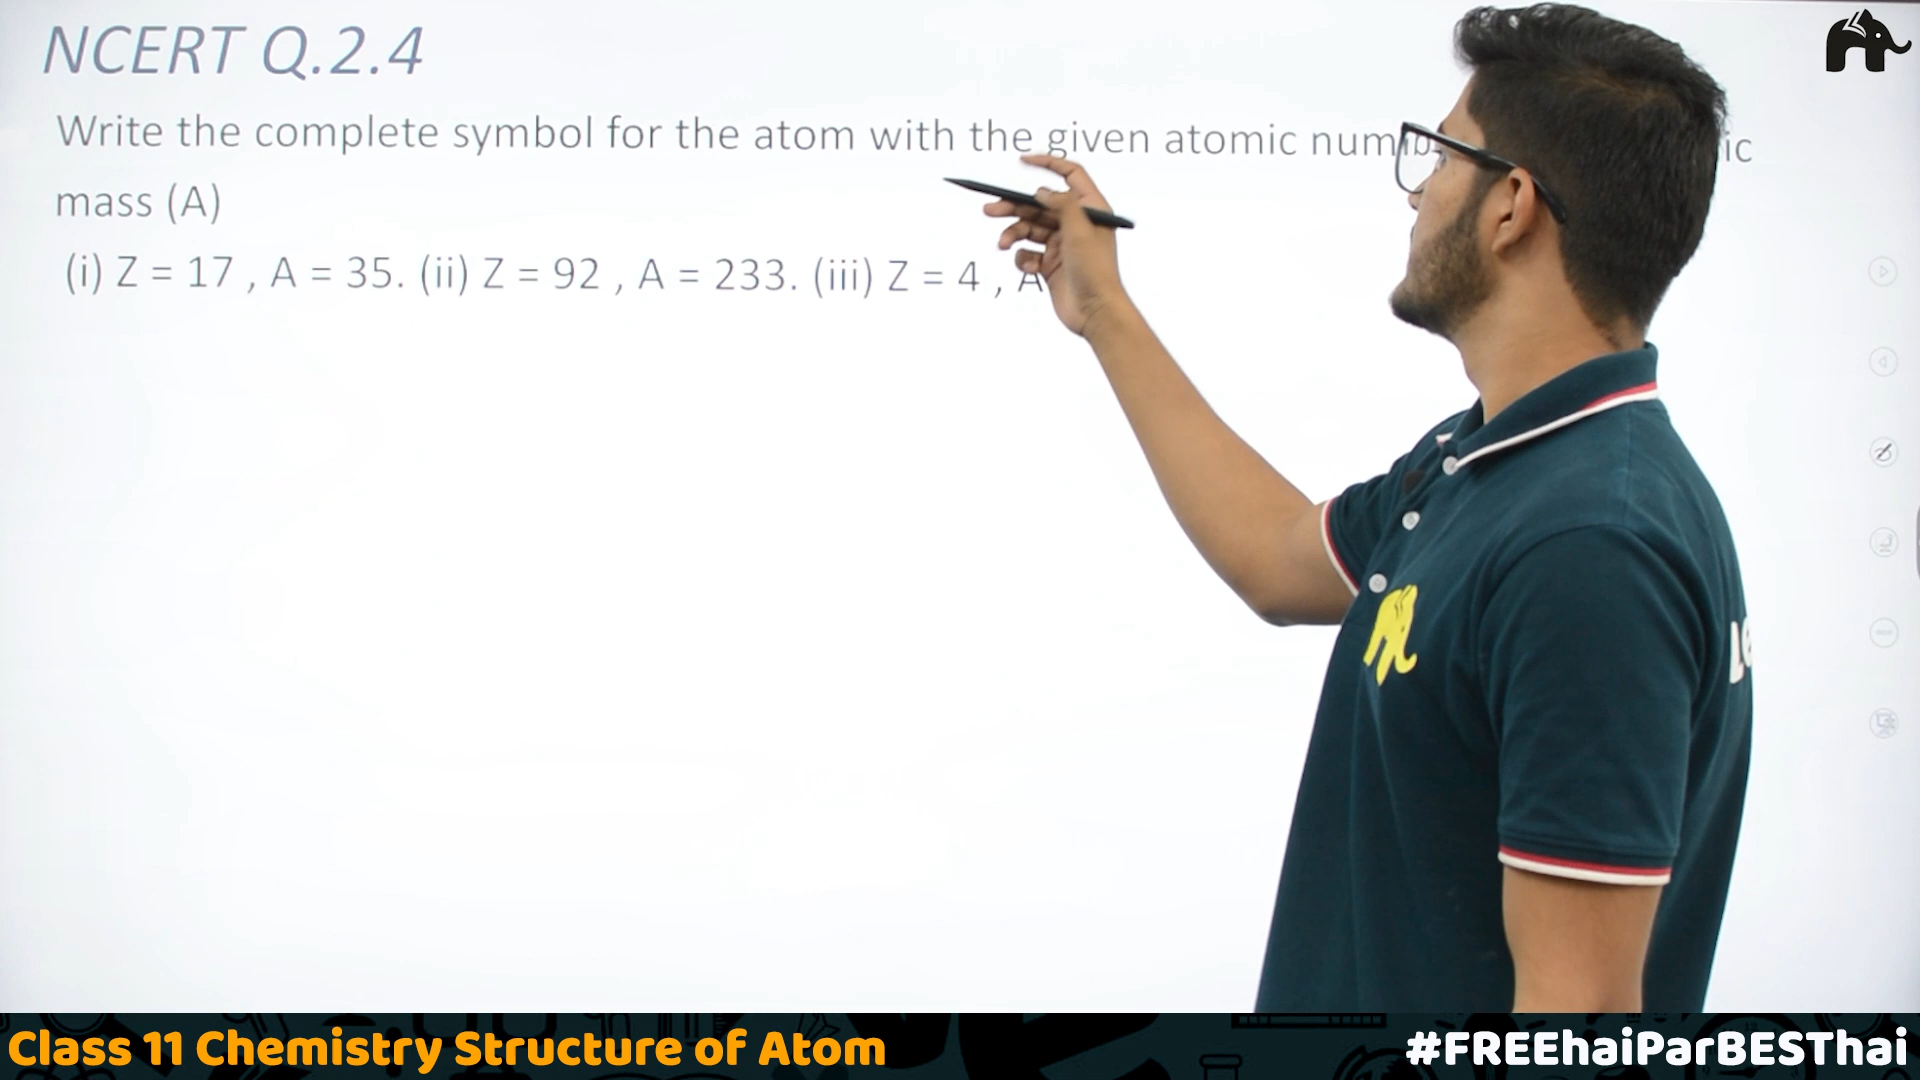 NCERT Q.2.4
Write the complete symbol for the atom with the given atomic
mass (A)
(i) Z = 17 , A = 35. (ii) Z = 92 , A = 233. (iii) Z = 4 , A
Class 11 Chemistry Structure of Atom
#FREEhaiParBESThai